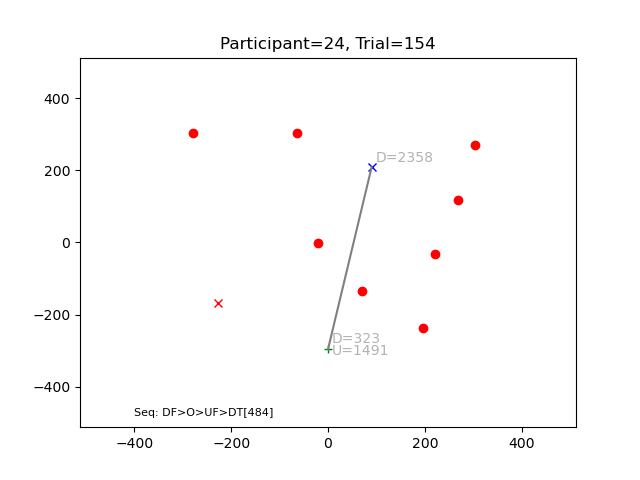 Participant=24, Trial=154
400
200
0
−200
−400
D=2358
D=323
U=1491
Seq: DF>O>UF>DT[484]
−400 −200 0 200 400